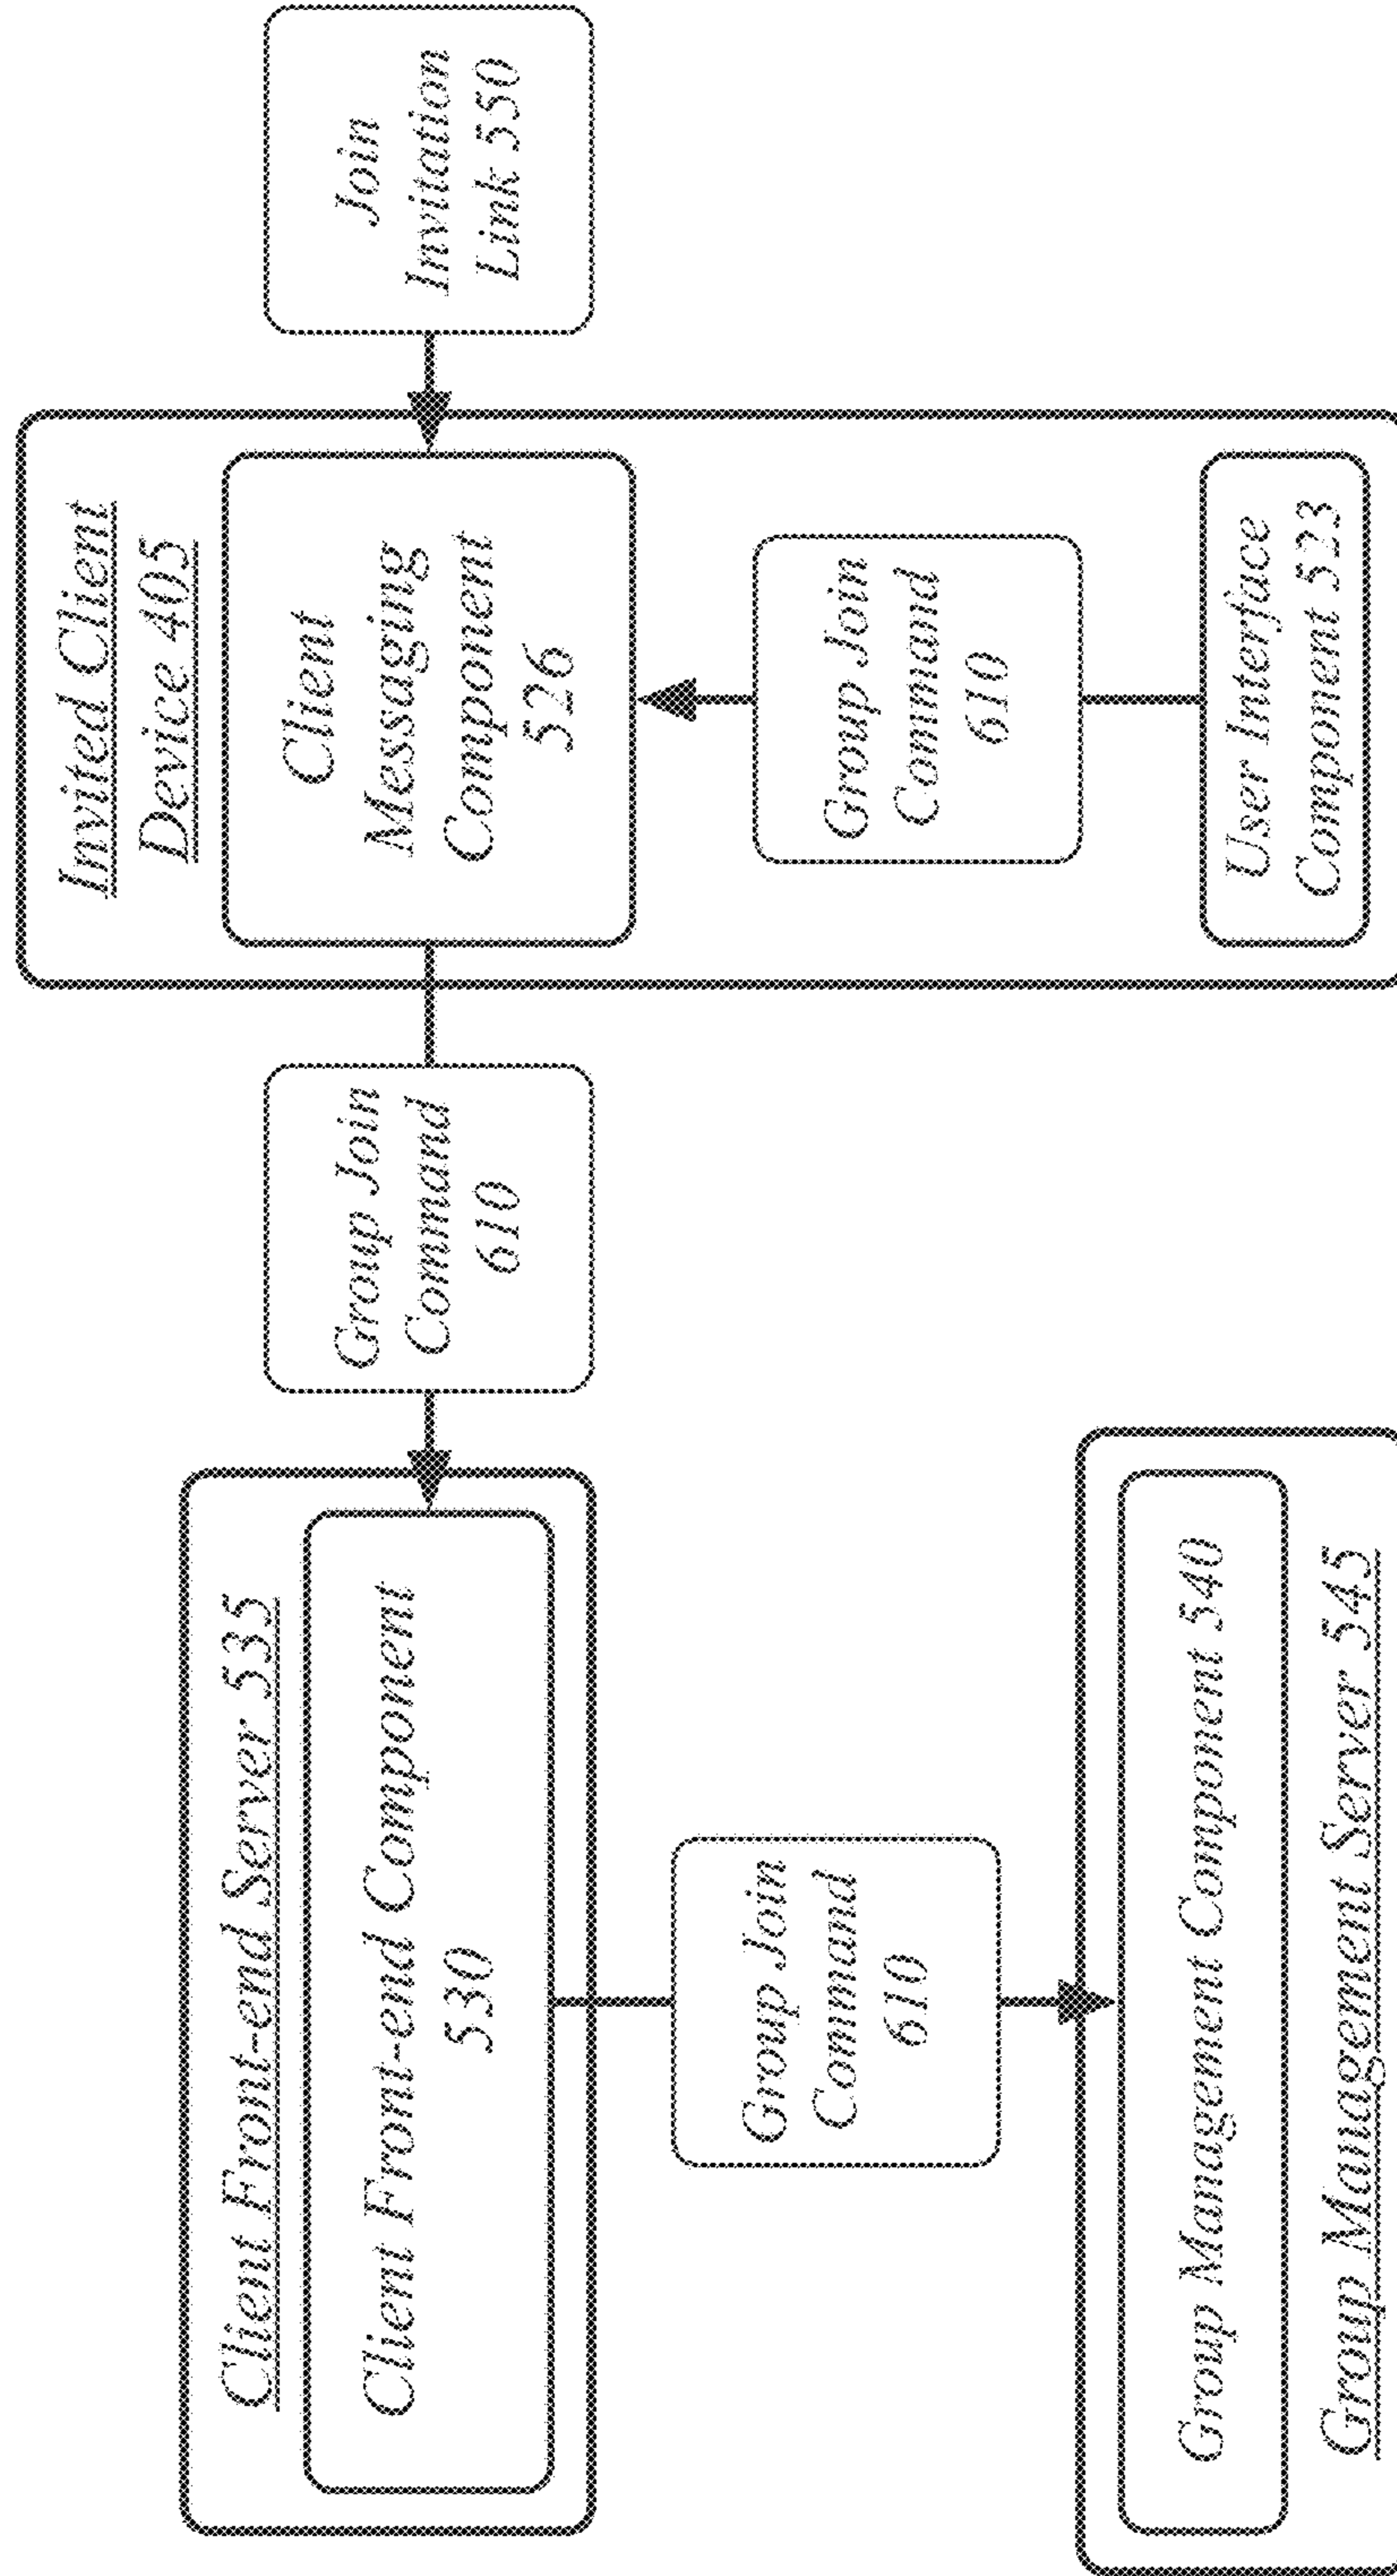 Client Front-end Server 535
Client Front-end Component
530
Group Join
Command
610
Invited Client
Device 405
Client
Messaging
Component
526
Join
Invitation
Link 550
Group Join
Command
610
Group Join
Command
610
Group Management Component 540
Group Management Server 545
User Interface
Component 523